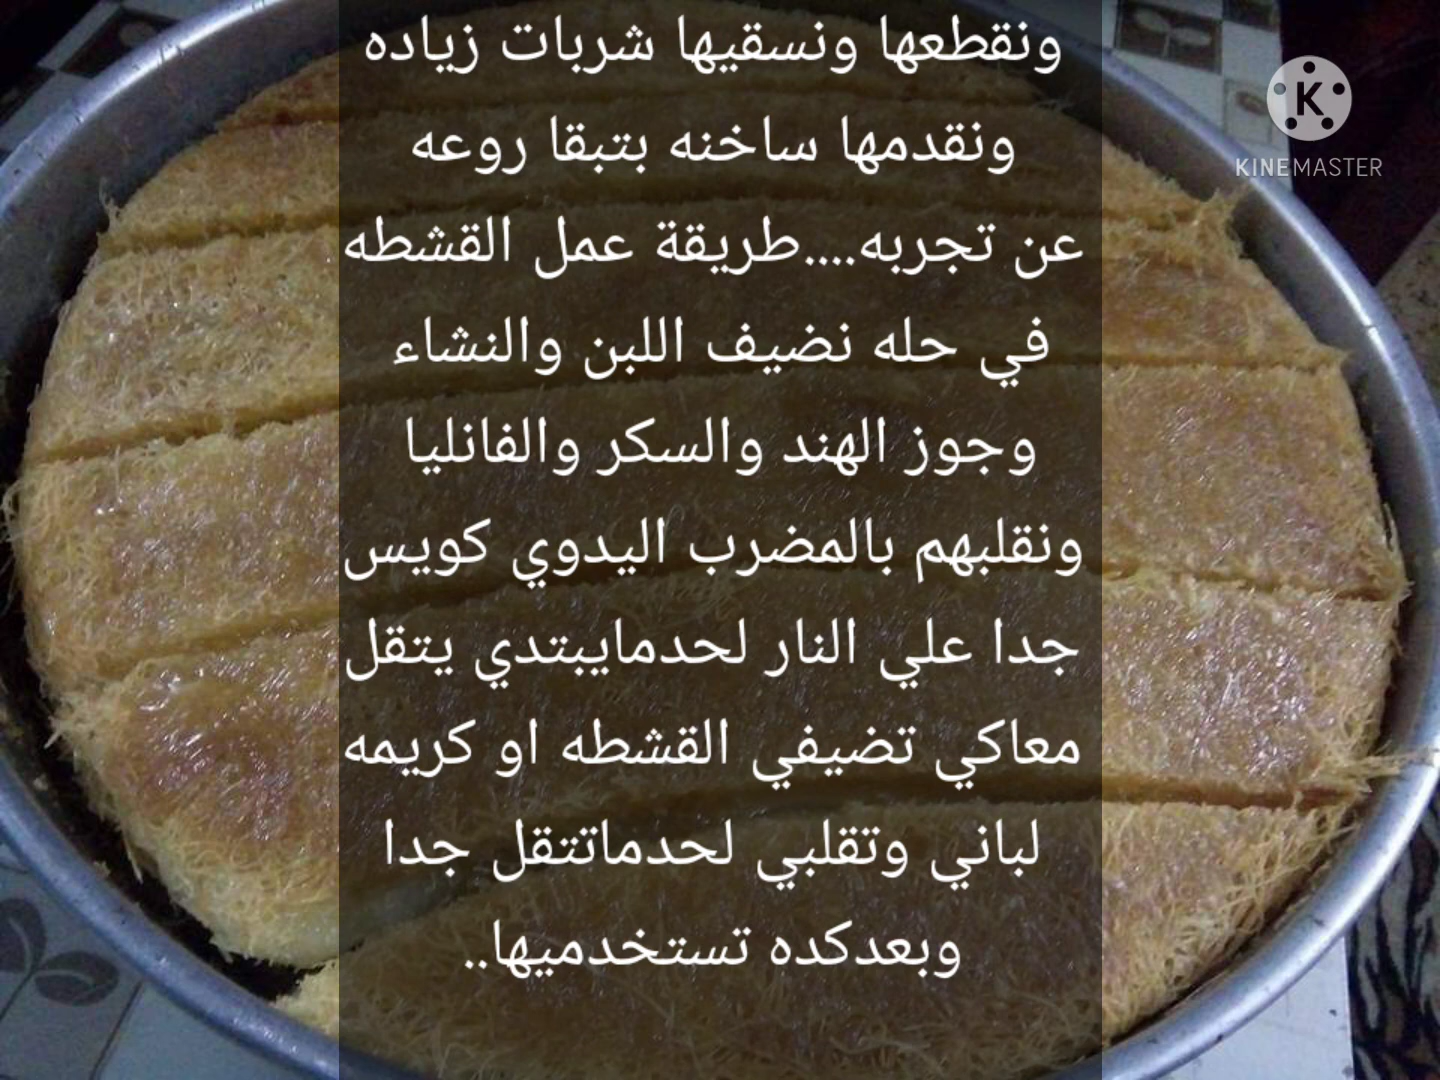 ونقطعها ونسقيها شربات زياده
ونقدمها ساخنه بتبقا روعه
عن تجربه....طريقة عمل القشطه
في حله نضيف اللبن والنشاء
وجوز الهند والسكر والفانليا
ونقلبهم بالمضرب اليدوي كويس
جدا علي النار لحدمايبتدي يتقل
معاكي تضيفي القشطه او كريمه
لباني وتقلبي لحدماتتقل جدا
وبعدكده تستخدميها..
K
KINEMASTER